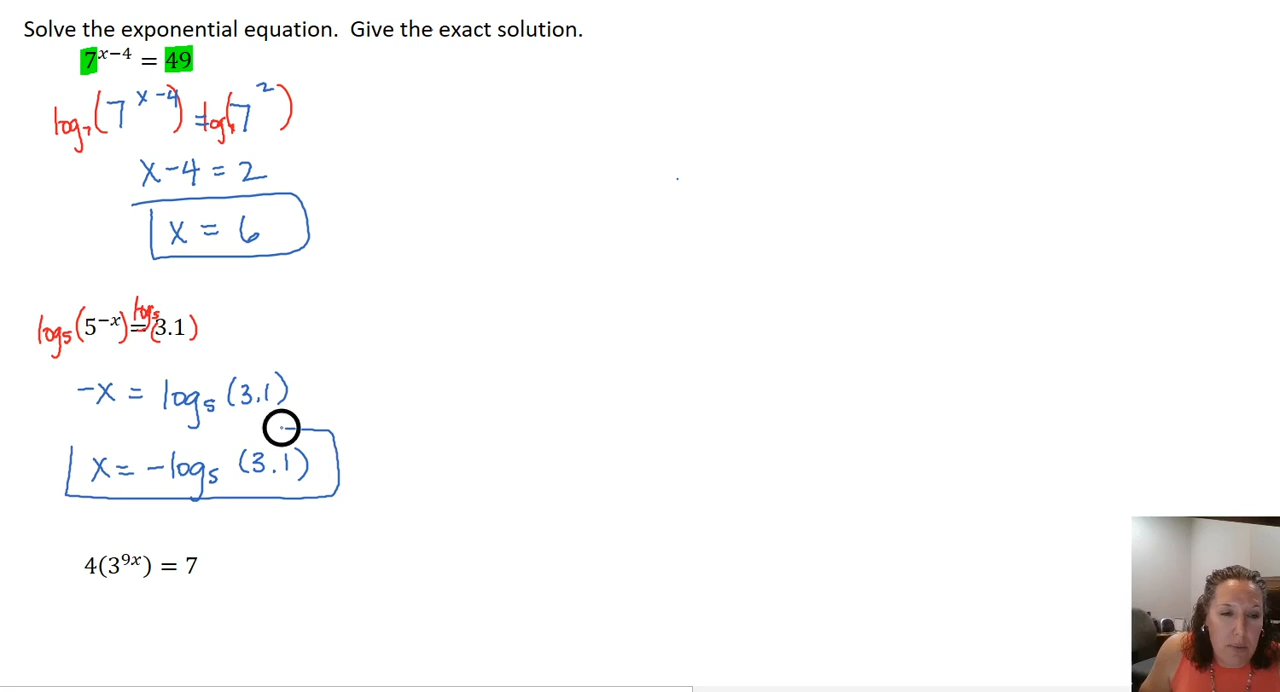 Solve the exponential equation. Give the exact solution.
7^{x−4} = 49
log₇(7^{x-4}) = log₇(7²)
x-4 = 2
x = 6
log₅(5^{−x}) = log₅(3.1)
-x = log₅(3.1)
x = -log₅(3.1)
4(3^{9x}) = 7